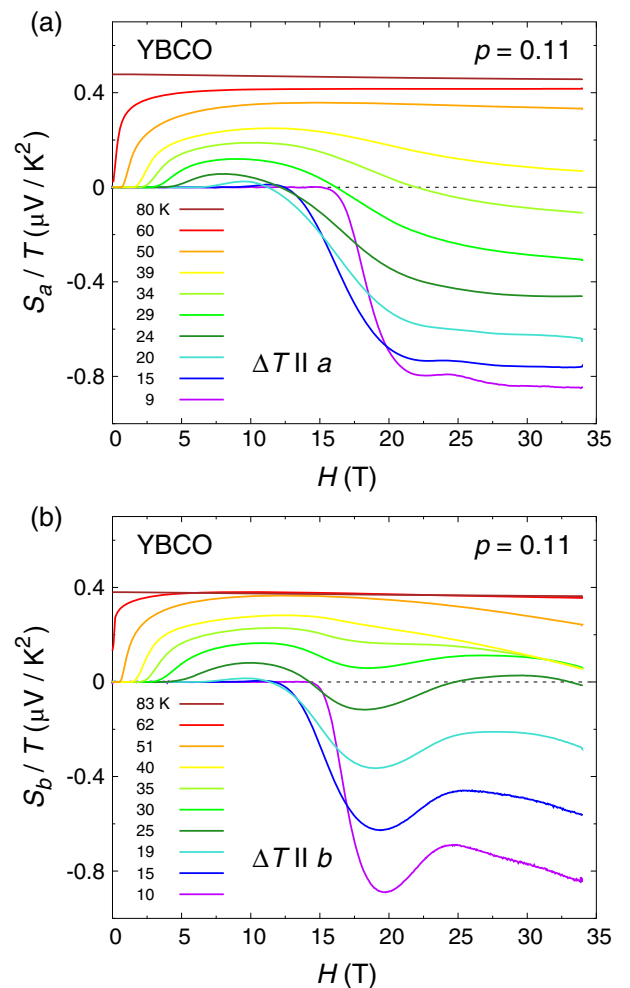 (a)
YBCO
p = 0.11
S_a / T (μV / K²)
0.4
0
-0.4
-0.8
80 K
60
50
39
34
29
24
20
15
9
ΔT || a
0 5 10 15 20 25 30 35
H (T)
(b)
YBCO
p = 0.11
S_b / T (μV / K²)
0.4
0
-0.4
-0.8
83 K
62
51
40
35
30
25
19
15
10
ΔT || b
0 5 10 15 20 25 30 35
H (T)